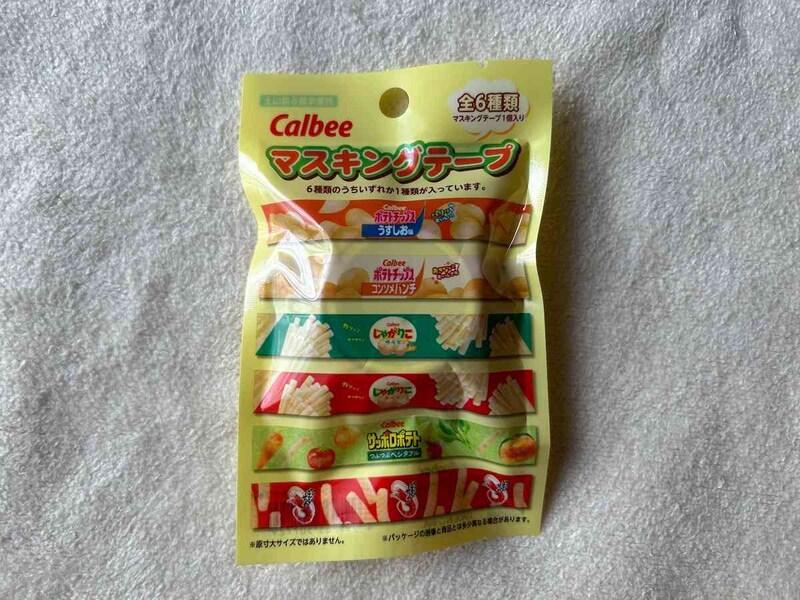 Calbee
全6種類
マスキングテープ1個入り
マスキングテープ
6種類のうちいずれか1種類が入っています。
Calbee
ポテトチップス
うすしお味
Calbee
ポテトチップス
コンソメパンチ
Calbee
じゃがりこ
サラダ
Calbee
じゃがりこ
Calbee
サッポロポテト
つぶつぶベジタブル
※原寸大サイズではありません。
※パッケージの画像と商品とは多少異なる場合があります。